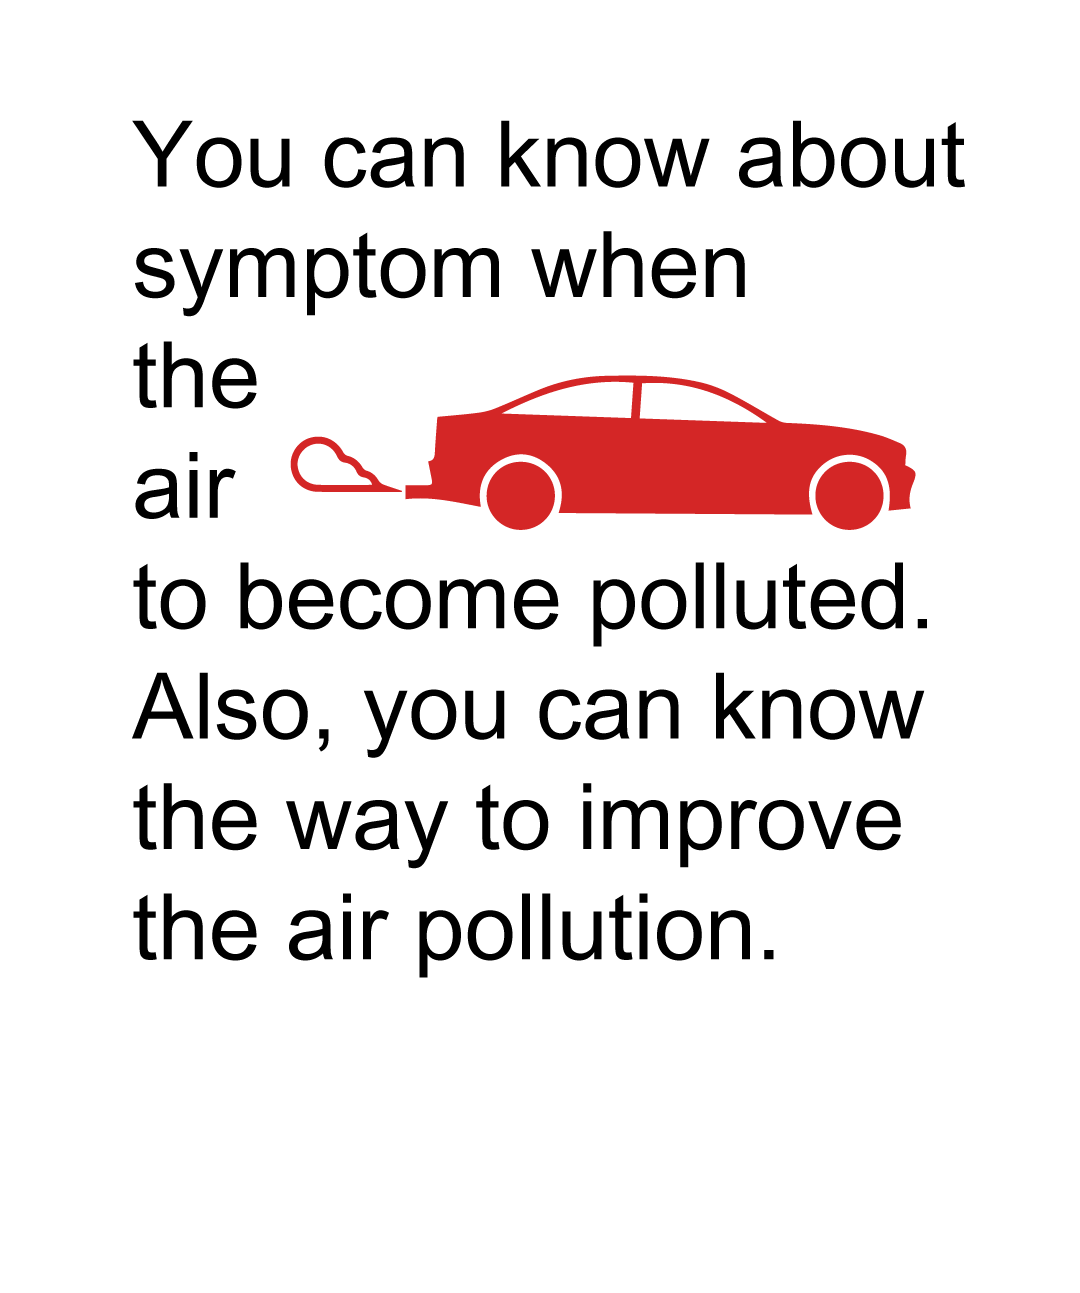 You can know about
symptom when
the
air
to become polluted.
Also, you can know
the way to improve
the air pollution.